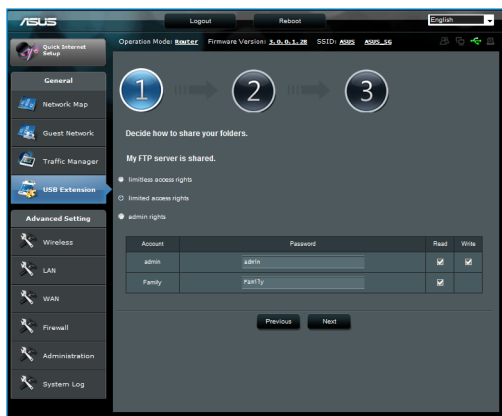 ASUS
Logout
Reboot
English
Operation Mode: Router Firmware Version: 3.0.0.1.28 SSID: ASUS ASUS_5G
Quick Internet Setup
General
Network Map
Guest Network
Traffic Manager
USB Extension
Advanced Setting
Wireless
LAN
WAN
Firewall
Administration
System Log
1
2
3
Decide how to share your folders.
My FTP server is shared.
limitless access rights
limited access rights
admin rights
Account Password Read Write
admin admin
Family Family
Previous Next